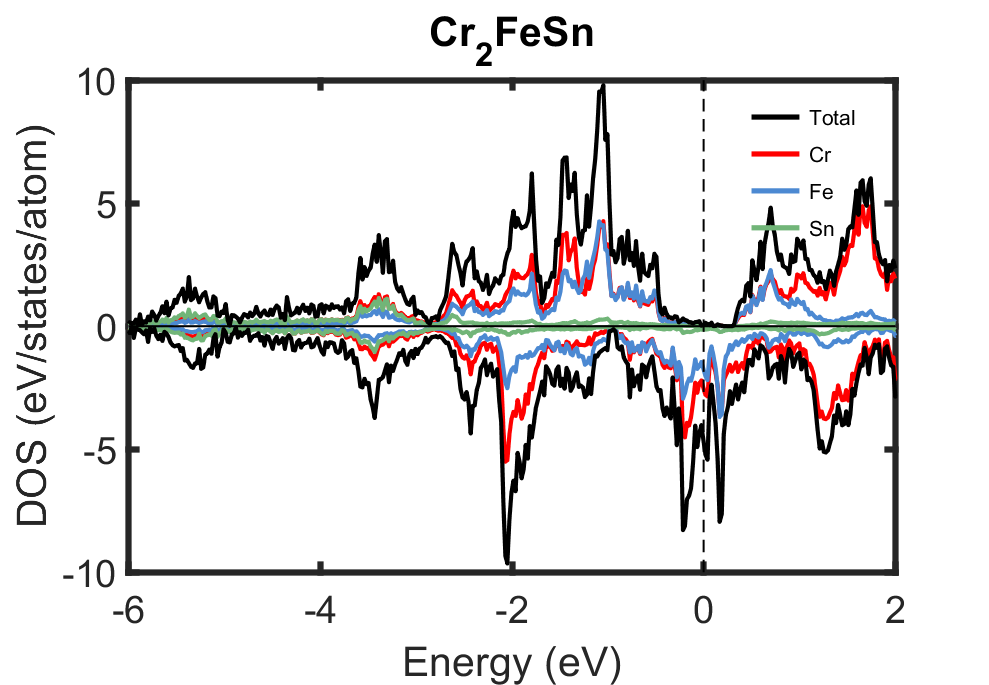 Cr₂FeSn
DOS (eV/states/atom)
10
5
0
-5
-10
Total
Cr
Fe
Sn
-6
-4
-2
0
2
Energy (eV)